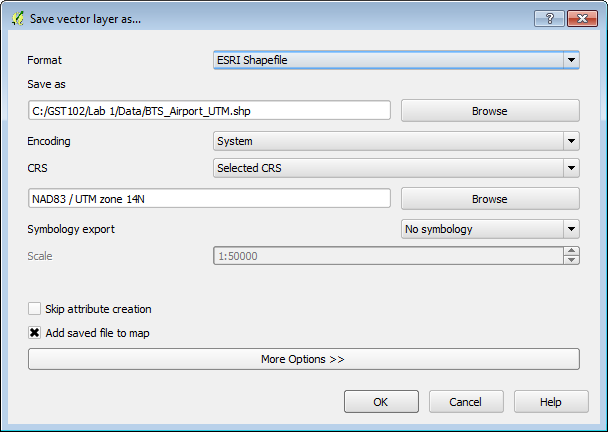 Save vector layer as...
?
Format
ESRI Shapefile
Save as
C:/GST102/Lab 1/Data/BTS_Airport_UTM.shp
Browse
Encoding
System
CRS
Selected CRS
NAD83 / UTM zone 14N
Browse
Symbology export
No symbology
Scale
1:50000
Skip attribute creation
Add saved file to map
More Options >>
OK
Cancel
Help